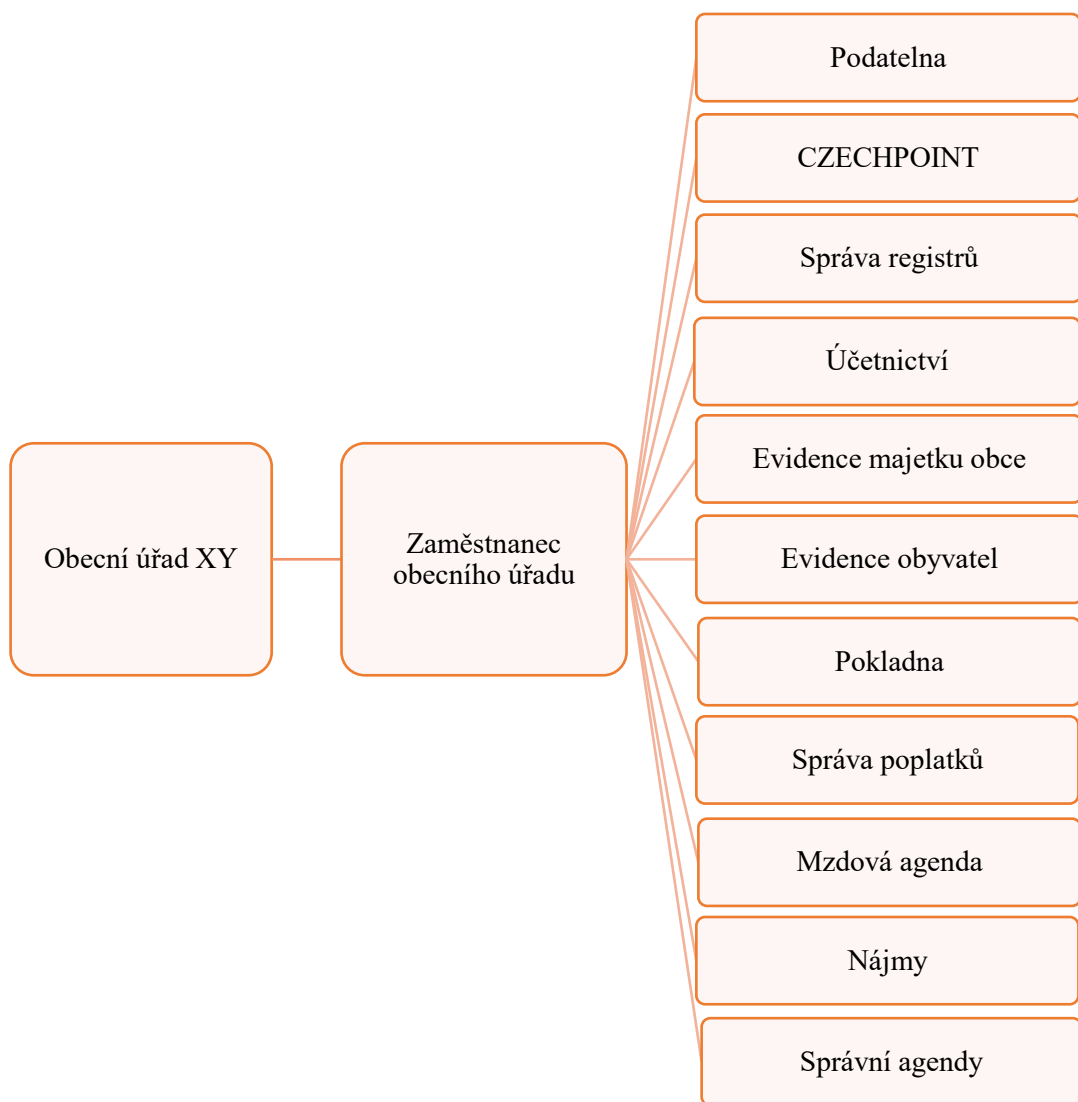 Podatelna
CZECHPOINT
Správa registrů
Účetnictví
Evidence majetku obce
Obecní úřad XY
Zaměstnanec
obecního úřadu
Evidence obyvatel
Pokladna
Správa poplatků
Mzdová agenda
Nájmy
Správní agendy